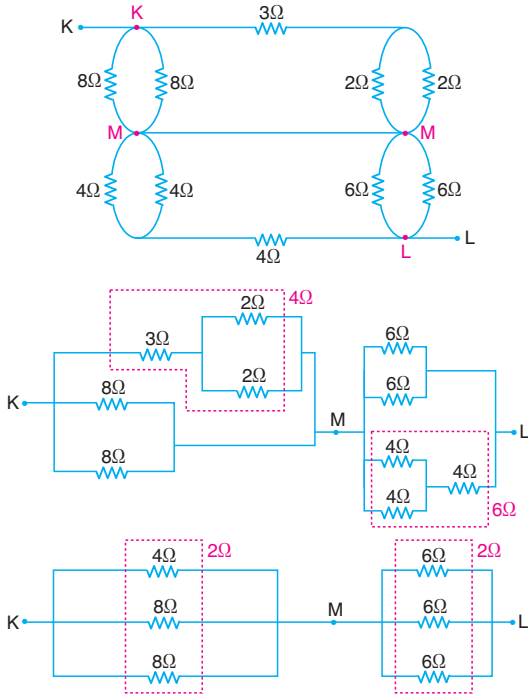 K K 3Ω
8Ω 8Ω 2Ω 2Ω
M M
4Ω 4Ω 6Ω 6Ω
4Ω L L
2Ω 4Ω
3Ω 6Ω
2Ω 6Ω
K 8Ω
M L
8Ω 4Ω 4Ω
4Ω 6Ω
4Ω 2Ω 6Ω 2Ω
K 8Ω M 6Ω L
8Ω 6Ω